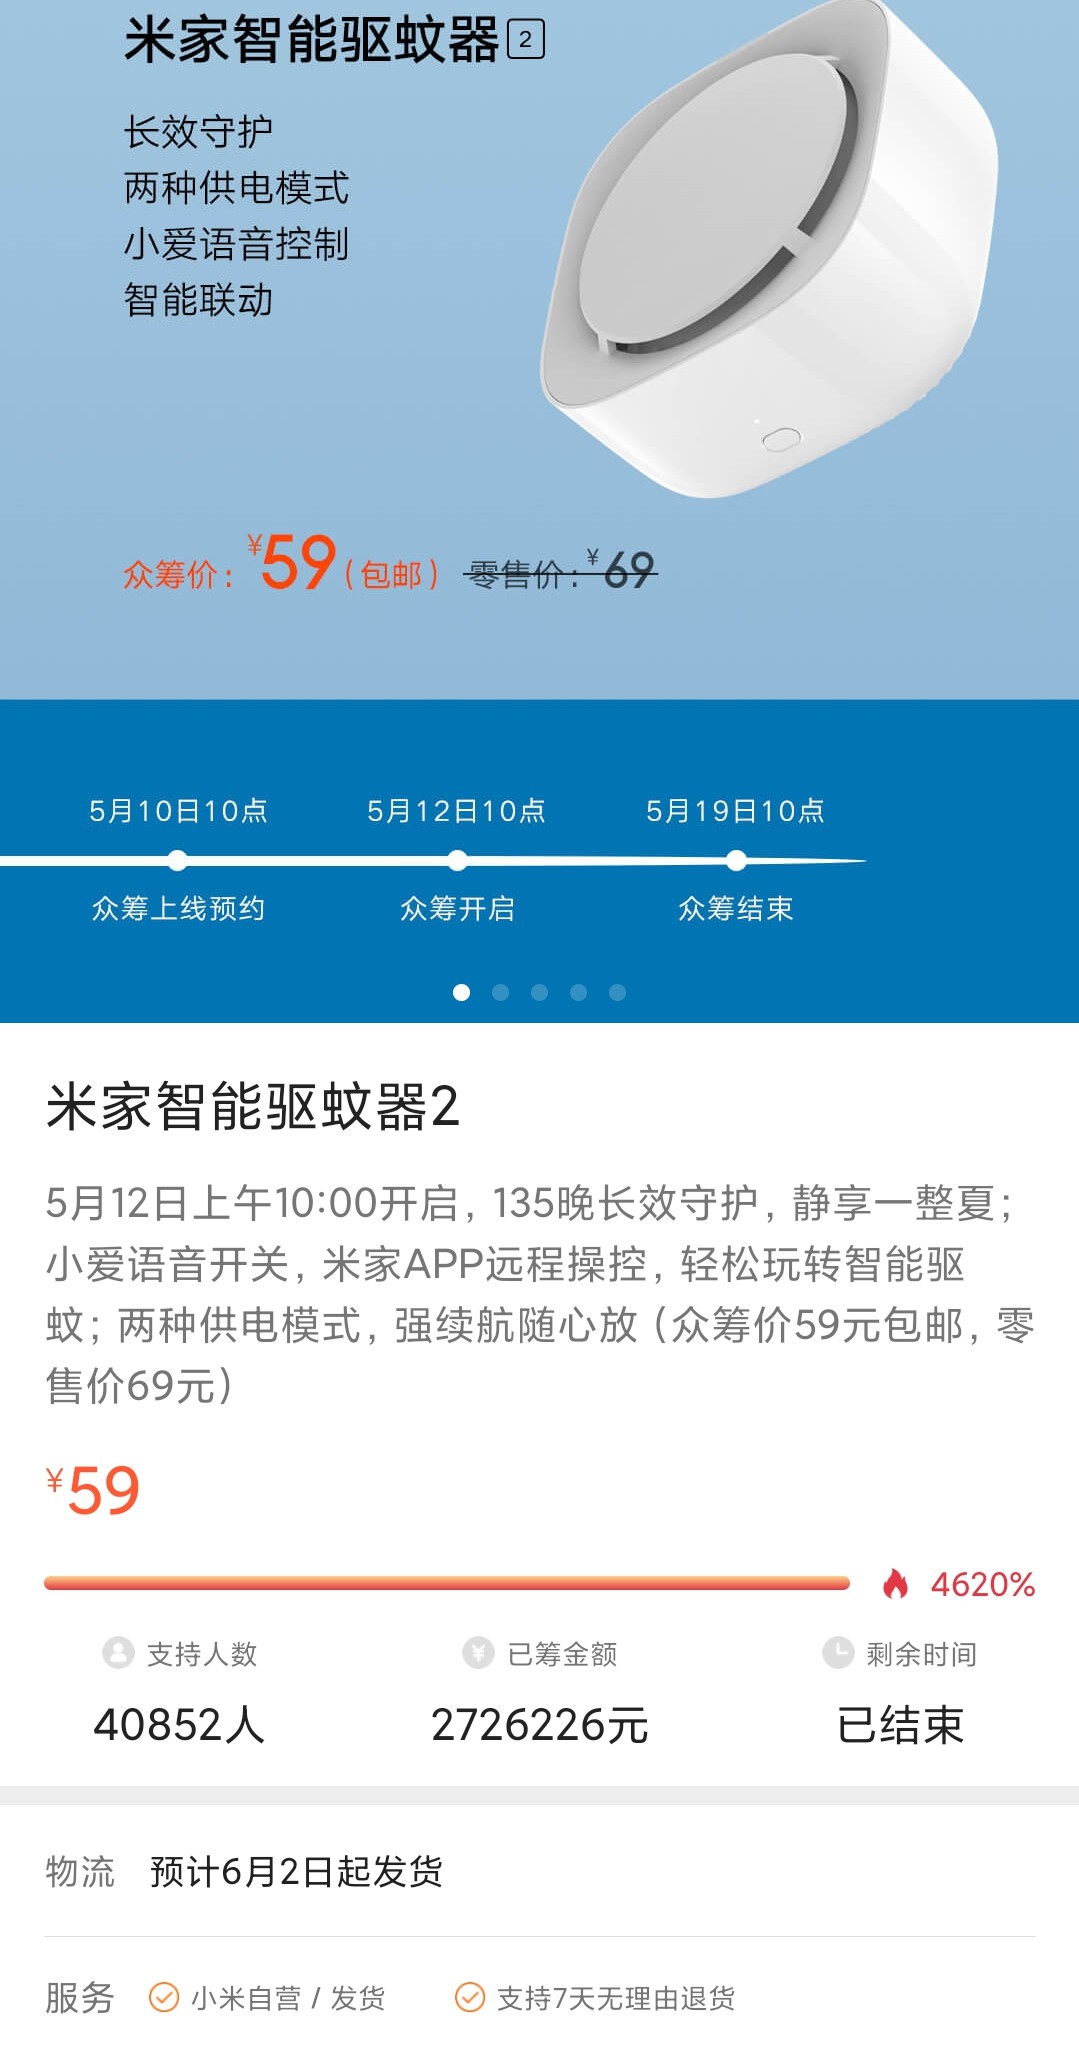 米家智能驱蚊器2
长效守护
两种供电模式
小爱语音控制
智能联动
众筹价：¥59（包邮） 零售价：¥69
5月10日10点 5月12日10点 5月19日10点
众筹上线预约 众筹开启 众筹结束
米家智能驱蚊器2
5月12日上午10:00开启，135晚长效守护，静享一整夏；
小爱语音开关，米家APP远程操控，轻松玩转智能驱
蚊；两种供电模式，强续航随心放（众筹价59元包邮，零
售价69元）
¥59
4620%
支持人数 已筹金额 剩余时间
40852人 2726226元 已结束
物流 预计6月2日起发货
服务 小米自营 / 发货 支持7天无理由退货